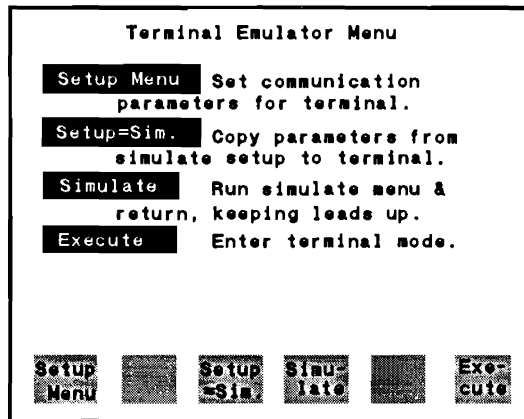 Terminal Emulator Menu
Setup Menu Set communication
parameters for terminal.
Setup=Sim. Copy parameters from
simulate setup to terminal.
Simulate Run simulate menu &
return, keeping leads up.
Execute Enter terminal mode.
Setup Setup Simu- Exe-
Menu =Sim. late cute